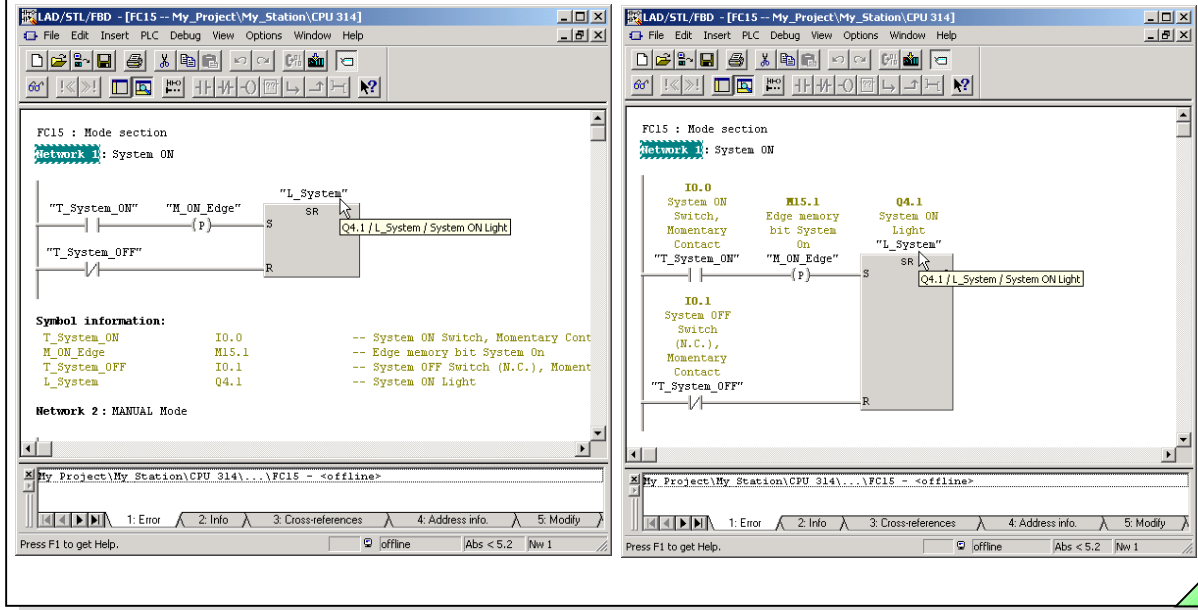 LAD/STL/FBD - [FC15 -- My_Project\My_Station\CPU 314]
File Edit Insert PLC Debug View Options Window Help
FC15 : Mode section
Network 1: System ON
"L_System"
"T_System_ON" "M_ON_Edge" SR
(P) S
Q4.1 / L_System / System ON Light
"T_System_OFF"
R
Symbol information:
T_System_ON I0.0 -- System ON Switch, Momentary Cont
M_ON_Edge M15.1 -- Edge memory bit System On
T_System_OFF I0.1 -- System OFF Switch (N.C.), Moment
L_System Q4.1 -- System ON Light
Network 2 : MANUAL Mode
My Project\My Station\CPU 314\...\FC15 - <offline>
1: Error 2: Info 3: Cross-references 4: Address info. 5: Modify
Press F1 to get Help. offline Abs < 5.2 Nw 1
LAD/STL/FBD - [FC15 -- My_Project\My_Station\CPU 314]
File Edit Insert PLC Debug View Options Window Help
FC15 : Mode section
Network 1: System ON
I0.0
System ON M15.1 Q4.1
Switch, Edge memory System ON
Momentary bit System Light
Contact On "L_System"
"T_System_ON" "M_ON_Edge" SR
(P) S
Q4.1 / L_System / System ON Light
I0.1
System OFF
Switch
(N.C.),
Momentary
Contact
"T_System_OFF"
R
My Project\My Station\CPU 314\...\FC15 - <offline>
1: Error 2: Info 3: Cross-references 4: Address info. 5: Modify
Press F1 to get Help. offline Abs < 5.2 Nw 1